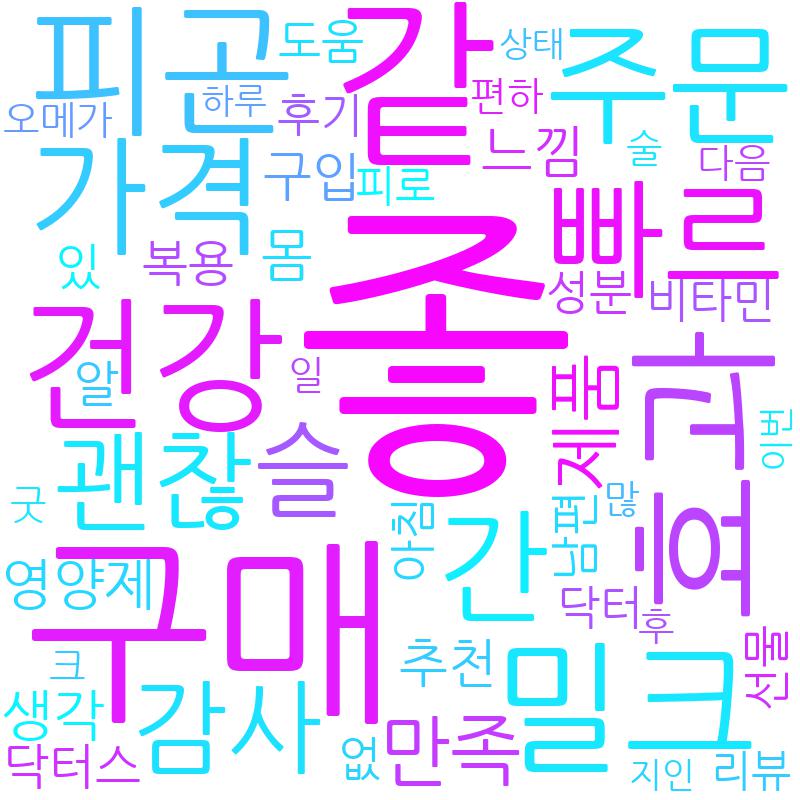 피곤
같
도움
상태
주문
오메가
하루
후기
편하
느낌
술
다음
가격
구입
피로
있
복용
몸
좋
빠르
성분
비타민
건강
알
일
제품
효과
이번
괜찮
슬
굿
아침
간
남편
많
영양제
구매
닥터
후
선물
크
추천
밀크
생각
감사
닥터스
없
만족
지인
리뷰